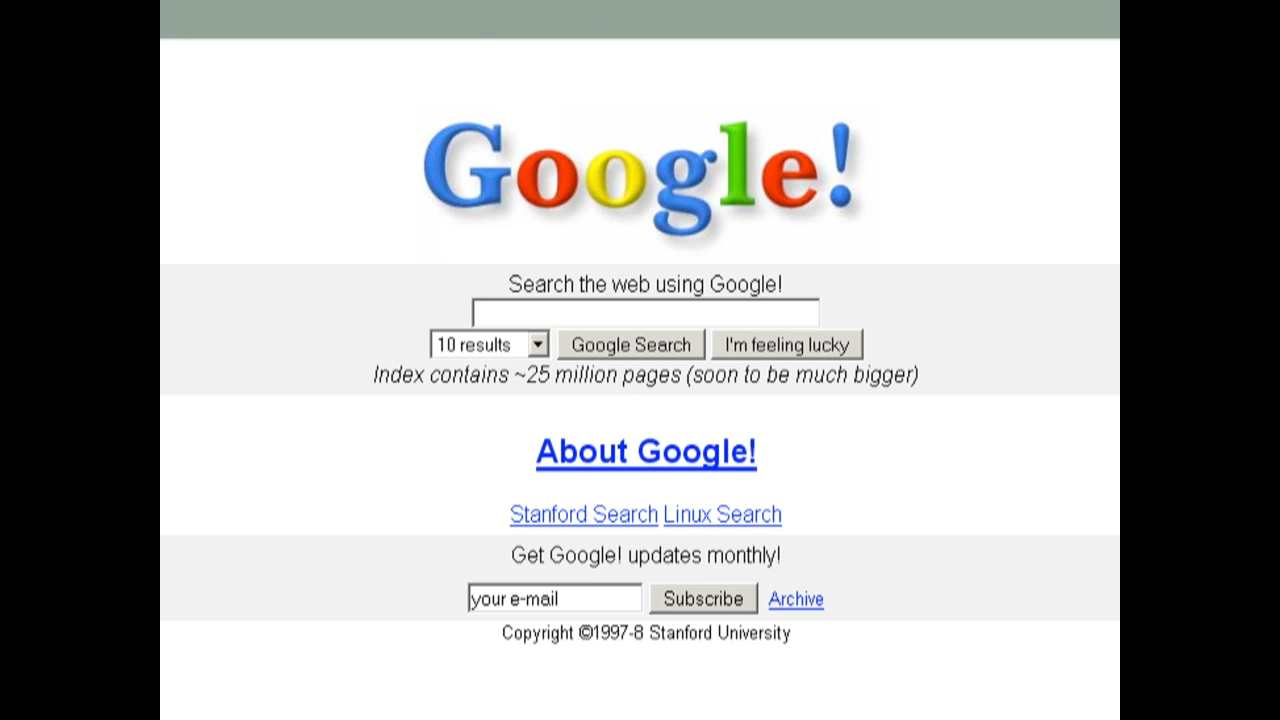 Google!
Search the web using Google!
10 results Google Search I'm feeling lucky
Index contains ~25 million pages (soon to be much bigger)
About Google!
Stanford Search Linux Search
Get Google! updates monthly!
your e-mail Subscribe Archive
Copyright ©1997-8 Stanford University